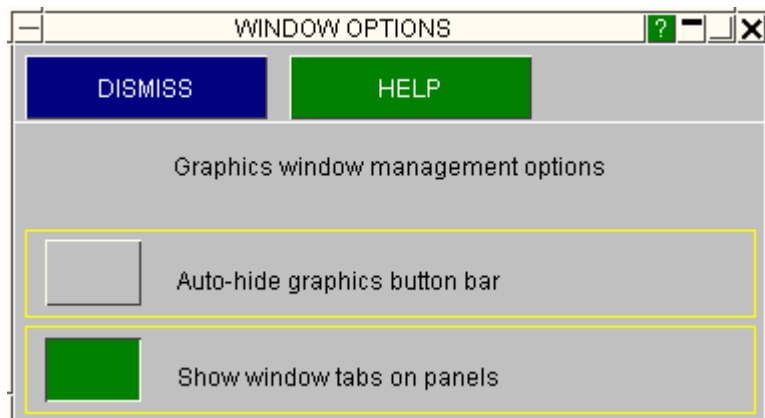 WINDOW OPTIONS ?
DISMISS HELP
Graphics window management options
Auto-hide graphics button bar
Show window tabs on panels